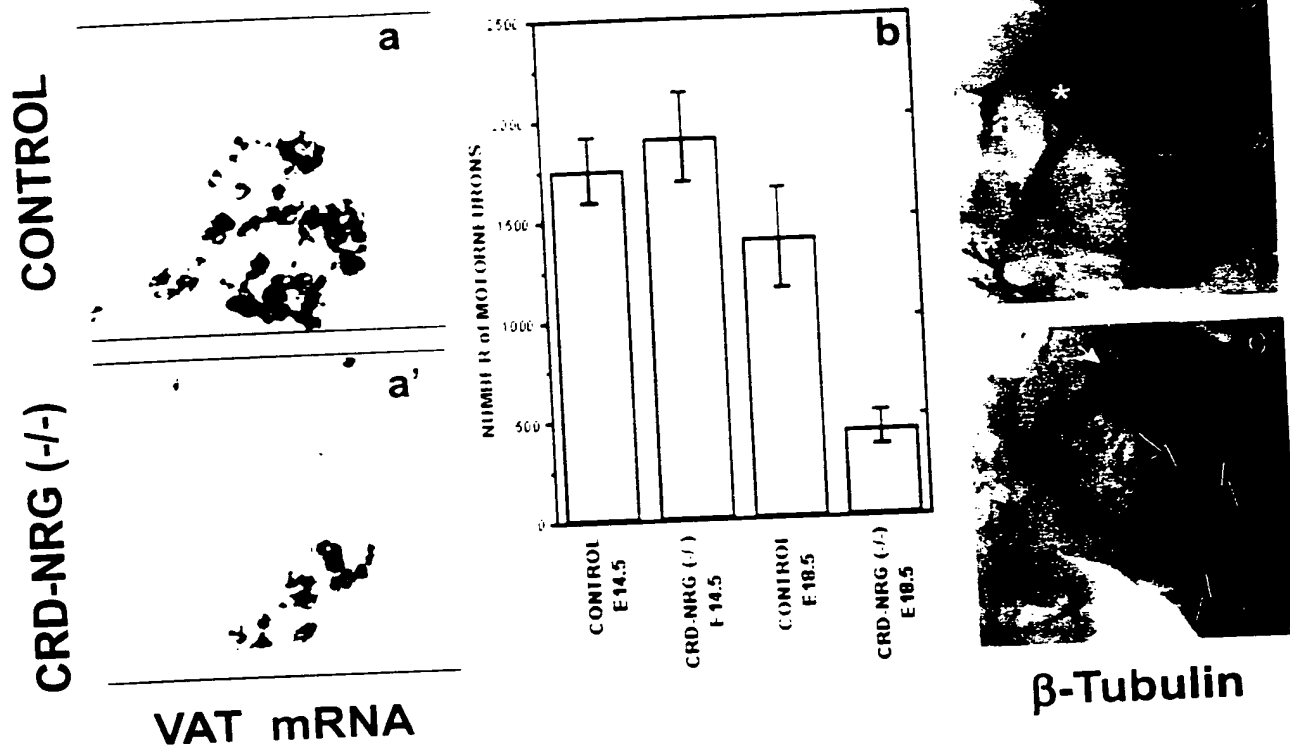 CONTROL
CRD-NRG (-/-)
a
a'
VAT mRNA
b
NUMBER of MOTORNEURONS
2500
2000
1500
1000
500
0
CONTROL
E14.5
CRD-NRG (-/-)
E14.5
CONTROL
E18.5
CRD-NRG (-/-)
E18.5
*
*
β-Tubulin